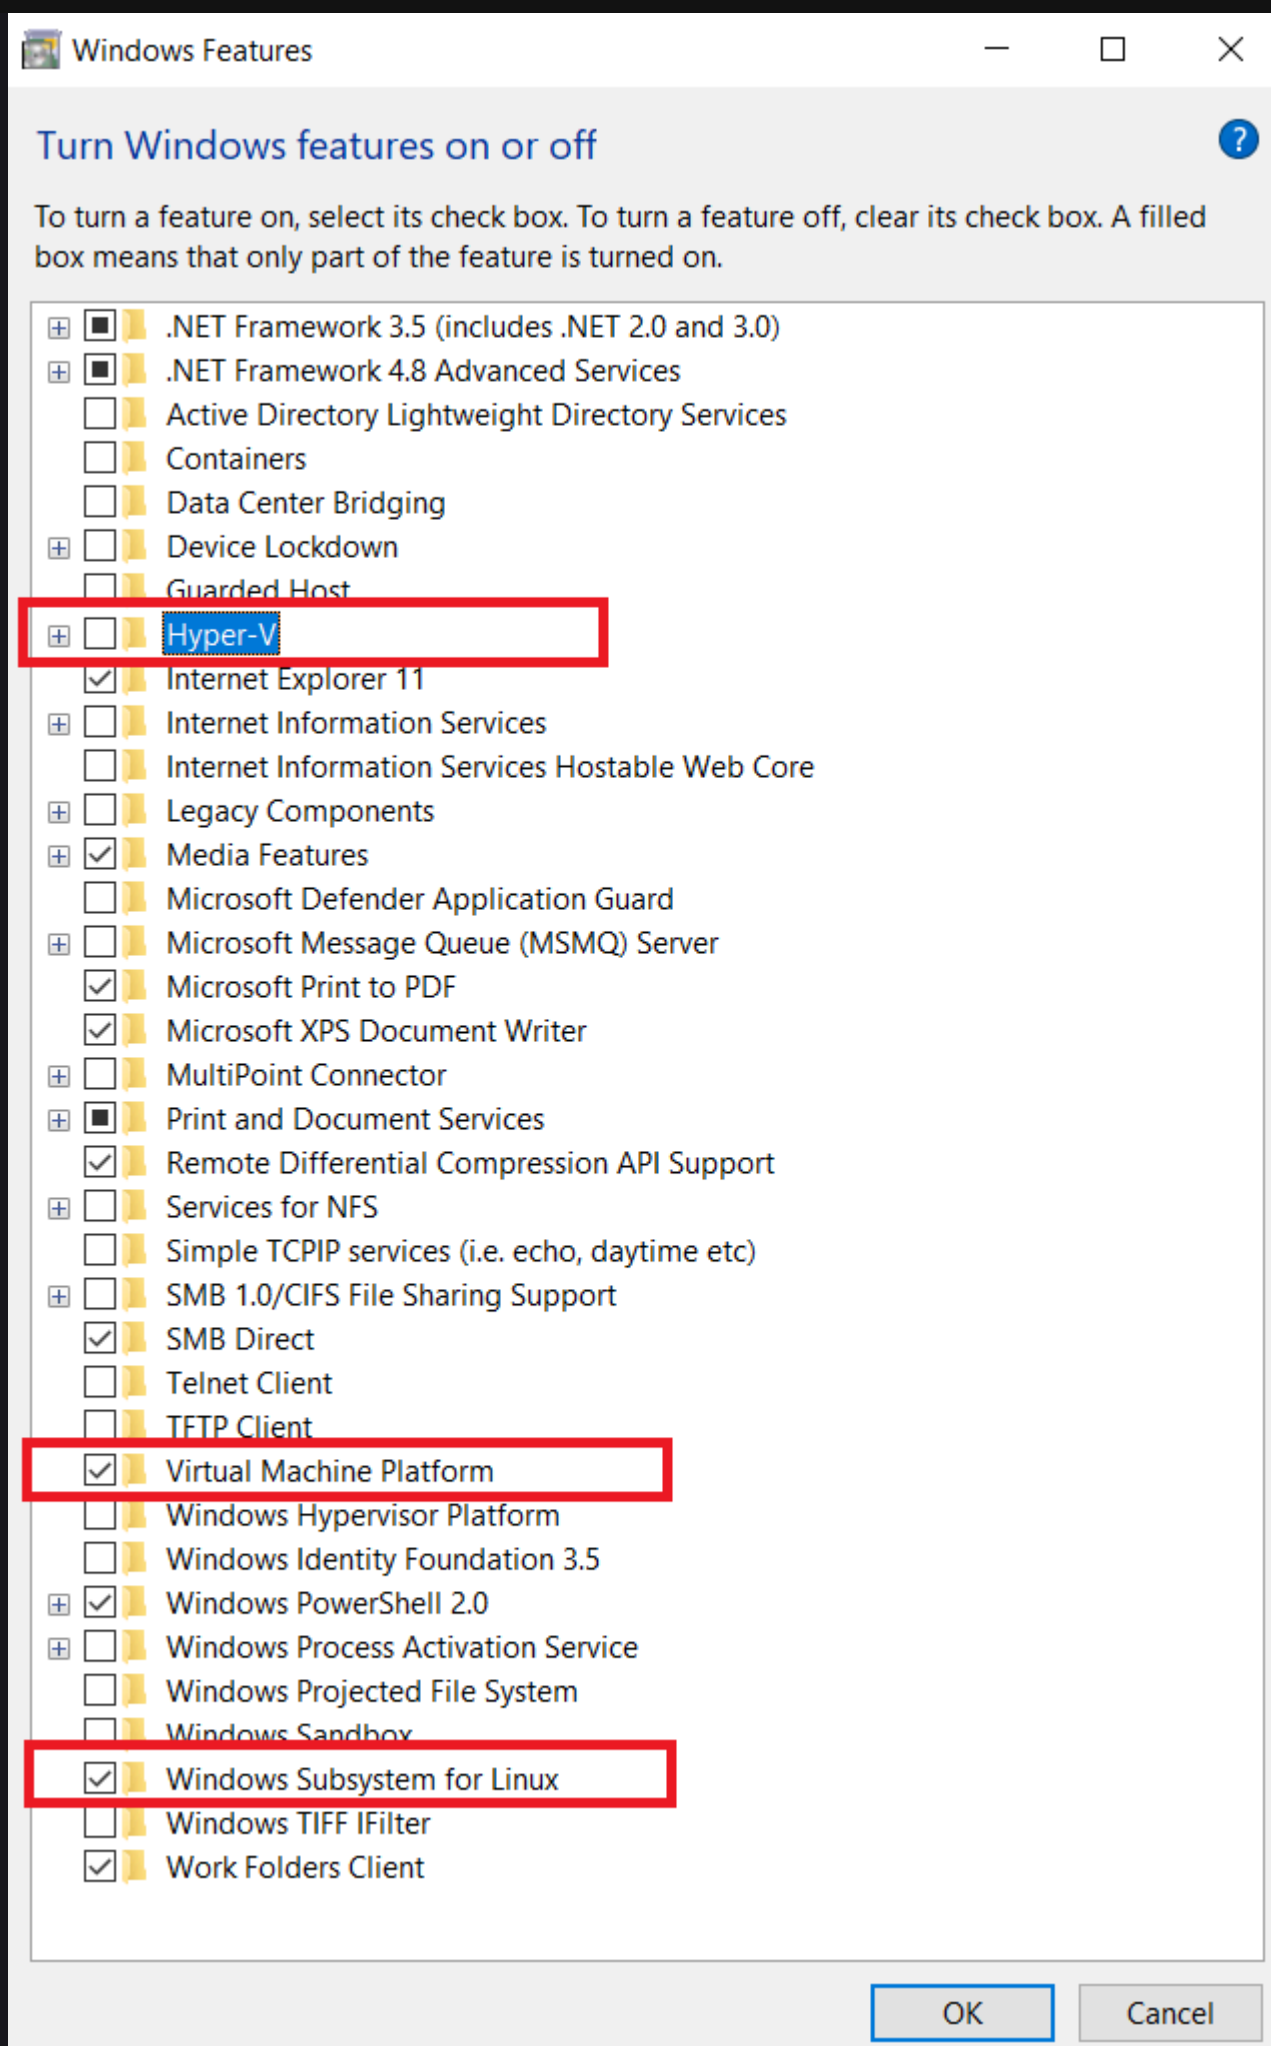 Windows Features
Turn Windows features on or off
?
To turn a feature on, select its check box. To turn a feature off, clear its check box. A filled
box means that only part of the feature is turned on.
.NET Framework 3.5 (includes .NET 2.0 and 3.0)
.NET Framework 4.8 Advanced Services
Active Directory Lightweight Directory Services
Containers
Data Center Bridging
Device Lockdown
Guarded Host
Hyper-V
Internet Explorer 11
Internet Information Services
Internet Information Services Hostable Web Core
Legacy Components
Media Features
Microsoft Defender Application Guard
Microsoft Message Queue (MSMQ) Server
Microsoft Print to PDF
Microsoft XPS Document Writer
MultiPoint Connector
Print and Document Services
Remote Differential Compression API Support
Services for NFS
Simple TCPIP services (i.e. echo, daytime etc)
SMB 1.0/CIFS File Sharing Support
SMB Direct
Telnet Client
TFTP Client
Virtual Machine Platform
Windows Hypervisor Platform
Windows Identity Foundation 3.5
Windows PowerShell 2.0
Windows Process Activation Service
Windows Projected File System
Windows Sandbox
Windows Subsystem for Linux
Windows TIFF IFilter
Work Folders Client
OK Cancel